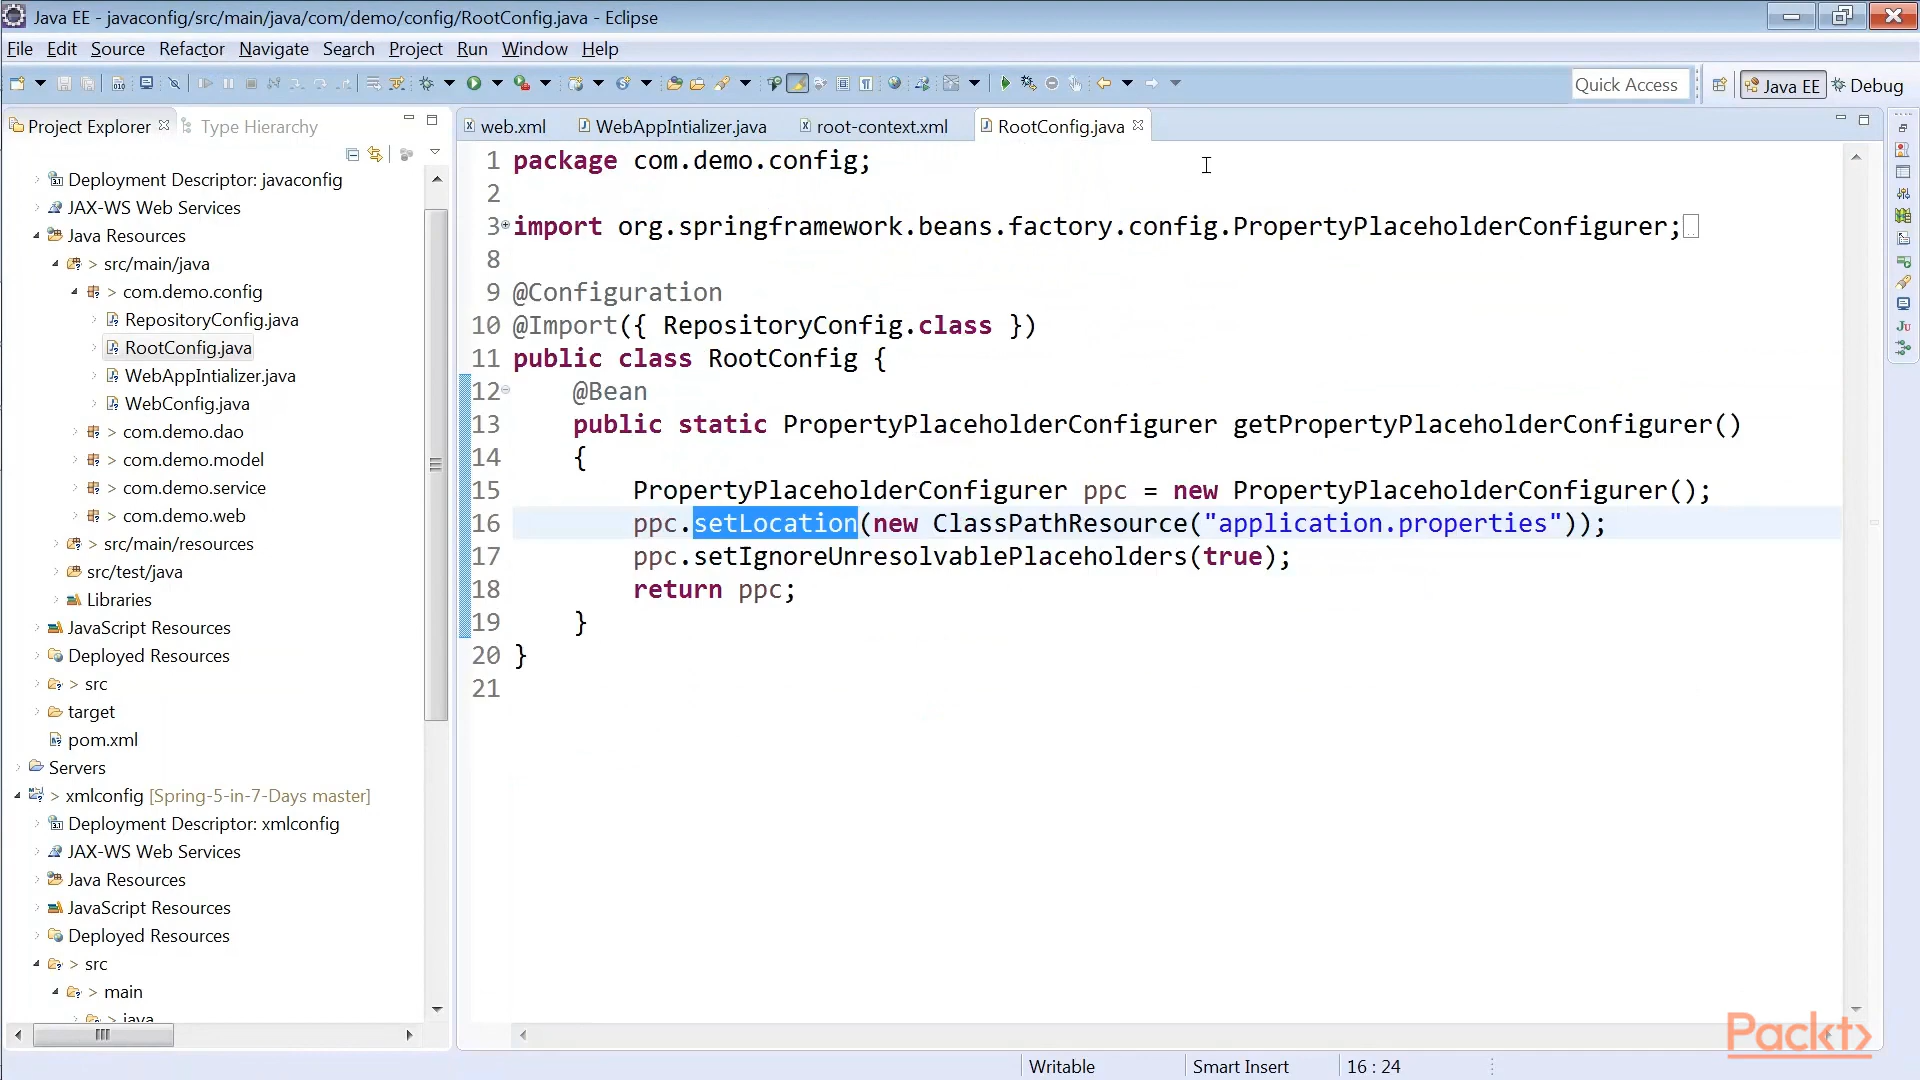 Java EE - javaconfig/src/main/java/com/demo/config/RootConfig.java - Eclipse
File Edit Source Refactor Navigate Search Project Run Window Help
Quick Access
Java EE
Debug
Project Explorer
Type Hierarchy
Deployment Descriptor: javaconfig
JAX-WS Web Services
Java Resources
> src/main/java
> com.demo.config
> RepositoryConfig.java
RootConfig.java
WebAppIntializer.java
WebConfig.java
> com.demo.dao
> com.demo.model
> com.demo.service
> com.demo.web
> src/main/resources
src/test/java
Libraries
JavaScript Resources
Deployed Resources
> src
target
pom.xml
Servers
> xmlconfig [Spring-5-in-7-Days master]
Deployment Descriptor: xmlconfig
JAX-WS Web Services
Java Resources
JavaScript Resources
Deployed Resources
> src
> main
> java
web.xml
WebAppIntializer.java
root-context.xml
RootConfig.java
1 package com.demo.config;
2
3 import org.springframework.beans.factory.config.PropertyPlaceholderConfigurer;
8
9 @Configuration
10 @Import({ RepositoryConfig.class })
11 public class RootConfig {
12 @Bean
13 public static PropertyPlaceholderConfigurer getPropertyPlaceholderConfigurer()
14 {
15 PropertyPlaceholderConfigurer ppc = new PropertyPlaceholderConfigurer();
16 ppc.setLocation(new ClassPathResource("application.properties"));
17 ppc.setIgnoreUnresolvablePlaceholders(true);
18 return ppc;
19 }
20 }
21
Packt>
Writable
Smart Insert
16 : 24